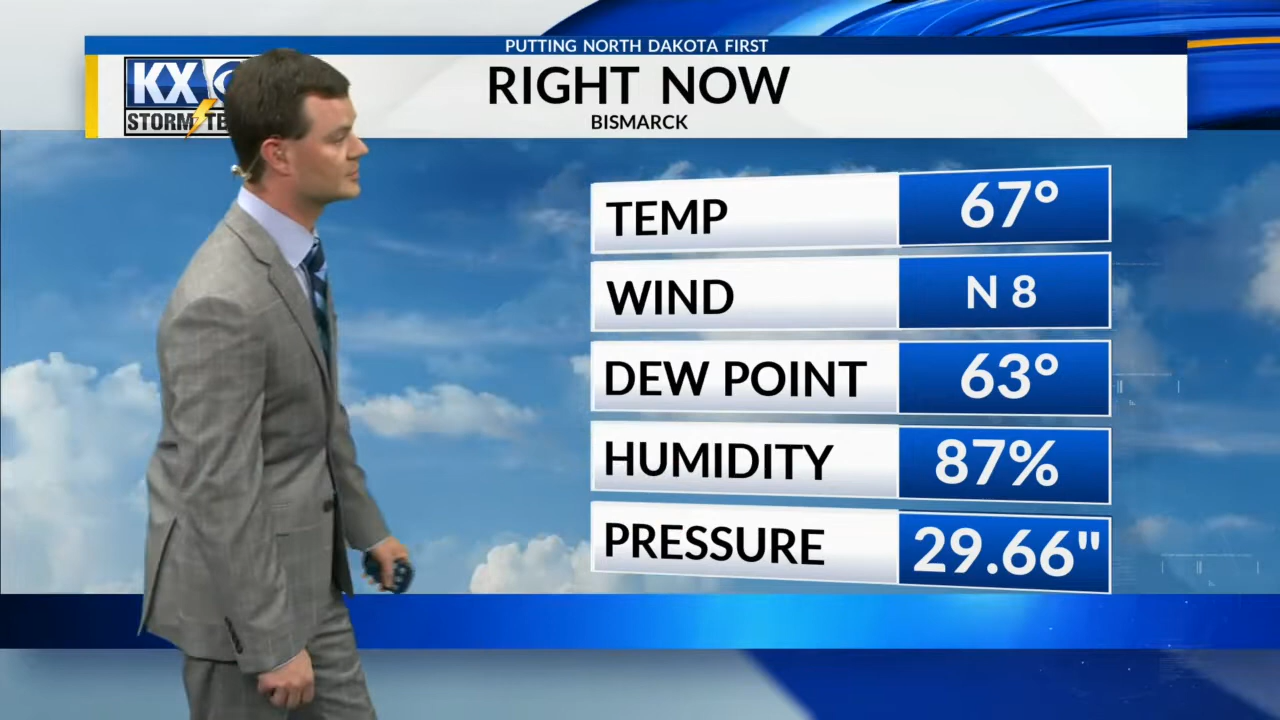 PUTTING NORTH DAKOTA FIRST
KX
RIGHT NOW
STORM
BISMARCK
TEMP 67°
WIND N 8
DEW POINT 63°
HUMIDITY 87%
PRESSURE 29.66"